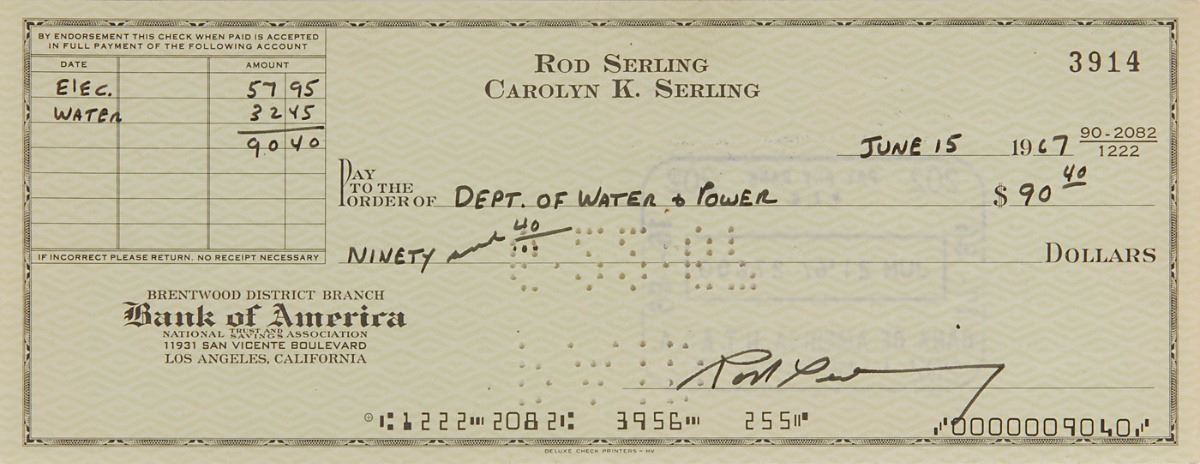 BY ENDORSEMENT THIS CHECK WHEN PAID IS ACCEPTED
IN FULL PAYMENT OF THE FOLLOWING ACCOUNT
DATE AMOUNT
ElEC. 57 95
WATER 32 45
90 40
IF INCORRECT PLEASE RETURN. NO RECEIPT NECESSARY
ROD SERLING
CAROLYN K. SERLING
3914
JUNE 15 1967
90-2082
1222
PAY
TO THE
ORDER OF DEPT. OF WATER & POWER $ 90 40
NINETY and 40 DOLLARS
BRENTWOOD DISTRICT BRANCH
Bank of America
NATIONAL TRUST AND SAVINGS ASSOCIATION
11931 SAN VICENTE BOULEVARD
LOS ANGELES, CALIFORNIA
Rod Serling
⑆1222⑉2082⑆ 3956⑉ 255⑈ ⑇0000009040⑇
DELUXE CHECK PRINTERS - HV